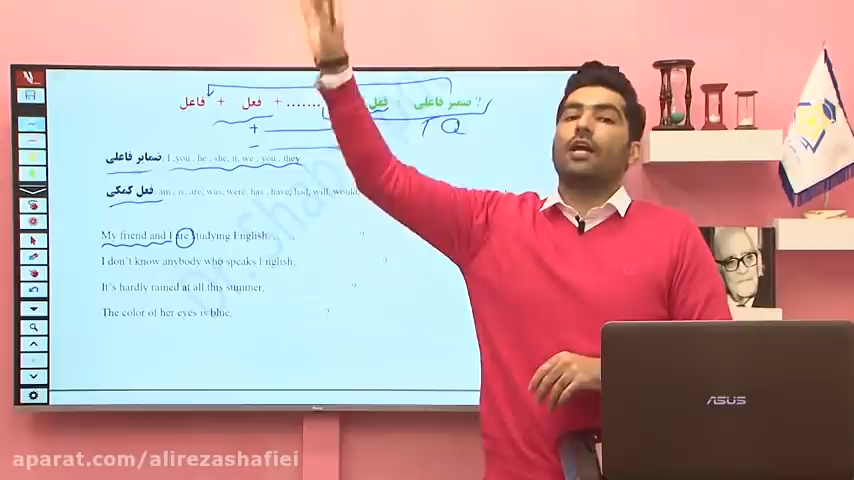 فاعل + فعل + ....... فعل ضمیر فاعلی ?
+
-
TQ
ضمایر فاعلی I ,you , he , she, it, we , you , they
فعل کمکی am , is, are, was, were, has , have, had, will, would,
My friend and I are studying English, .... ?
I don't know anybody who speaks English, ?
It's hardly rained at all this summer, ?
The color of her eyes is blue, ?
ASUS
aparat.com/alirezashafiei